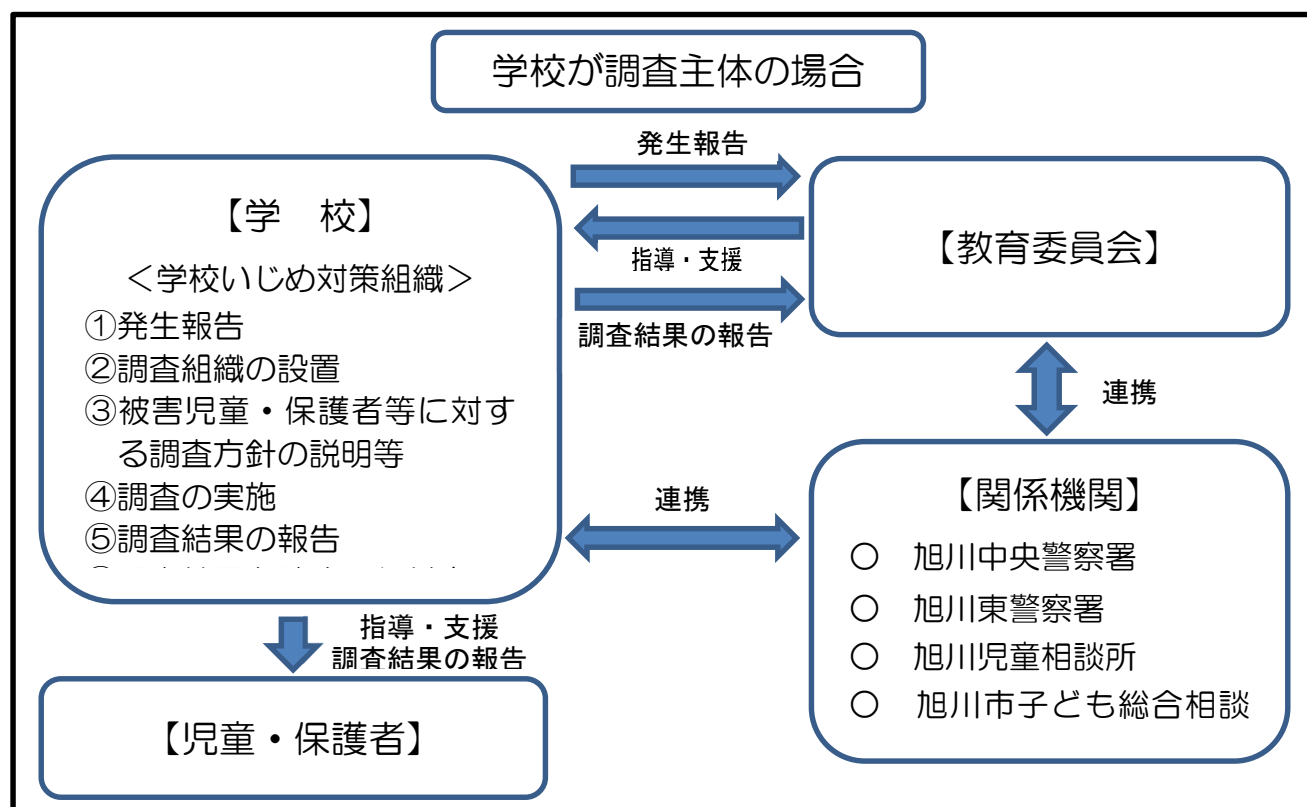 学校が調査主体の場合
発生報告
【学　校】
＜学校いじめ対策組織＞
①発生報告
②調査組織の設置
③被害児童・保護者等に対す
る調査方針の説明等
④調査の実施
⑤調査結果の報告
指導・支援
調査結果の報告
【教育委員会】
連携
連携
【関係機関】
○　旭川中央警察署
○　旭川東警察署
○　旭川児童相談所
○　旭川市子ども総合相談
指導・支援
調査結果の報告
【児童・保護者】